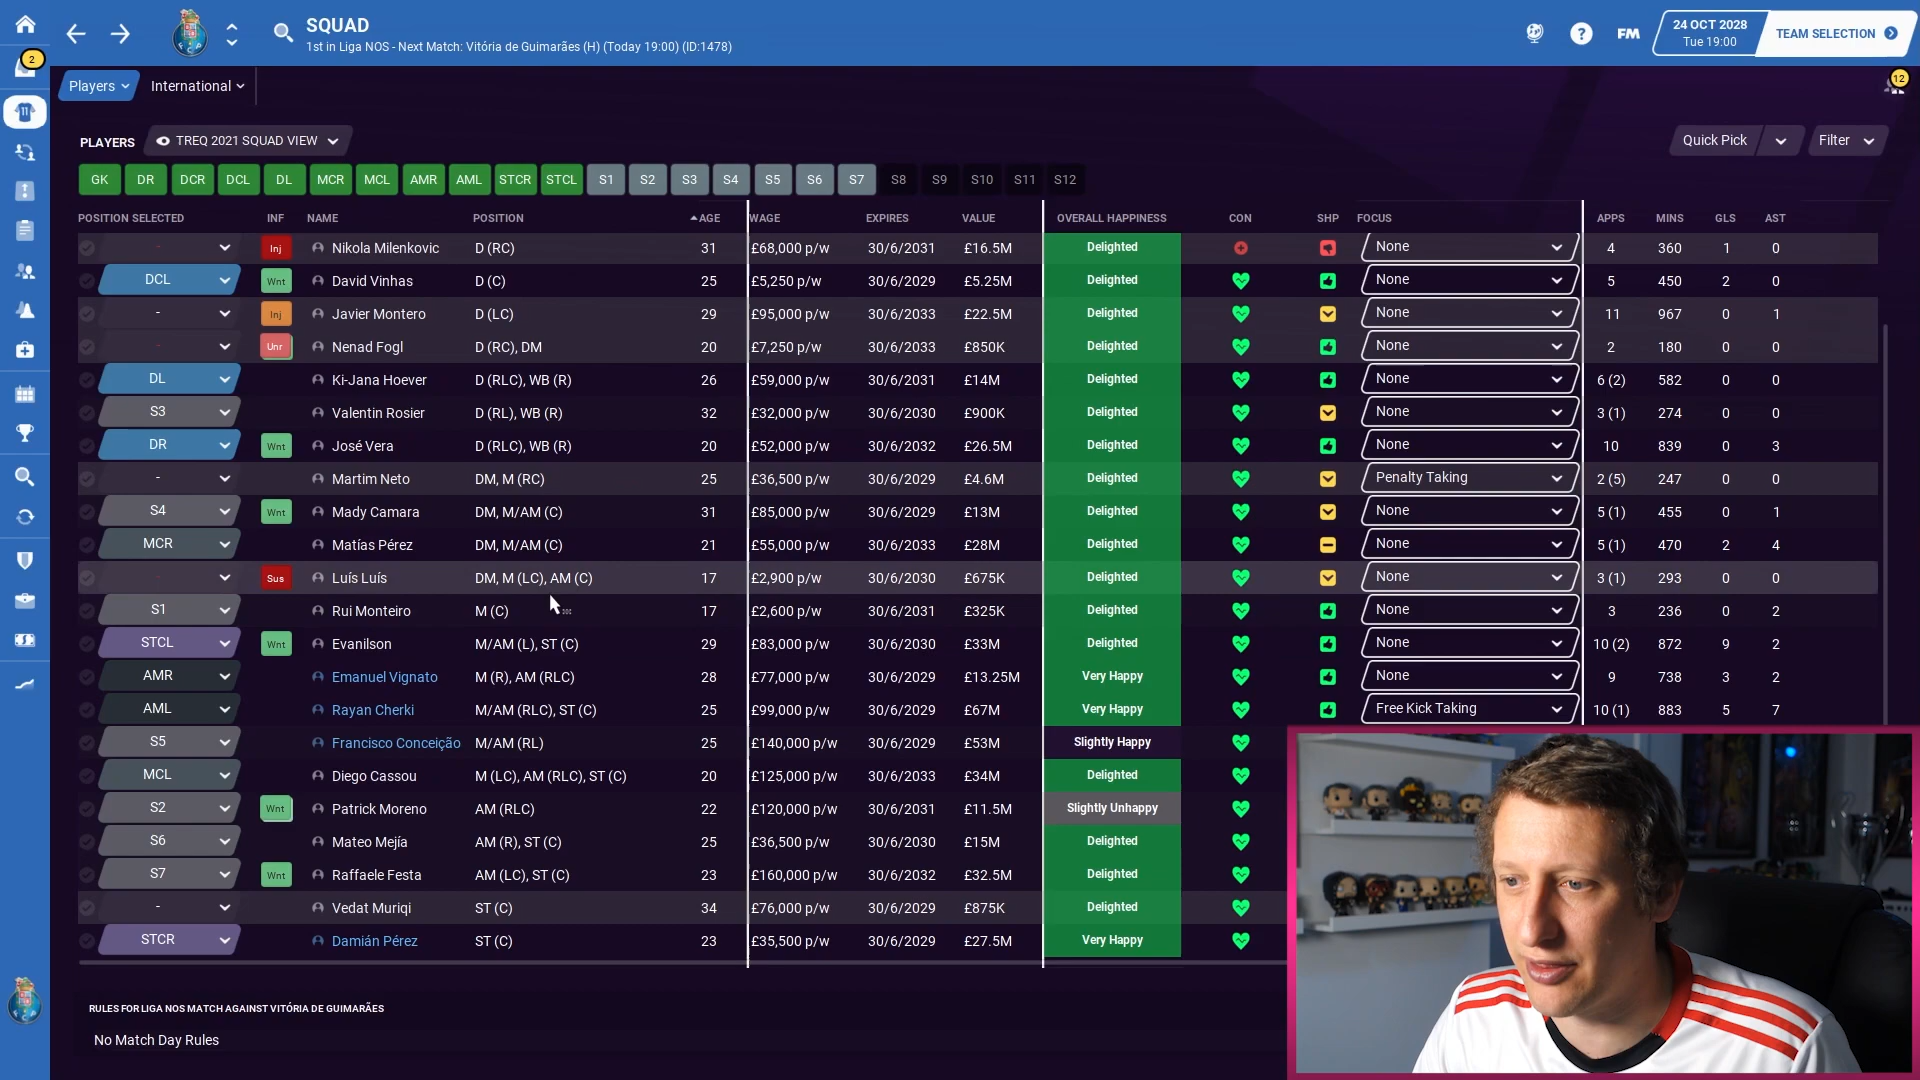 SQUAD
1st in Liga NOS - Next Match: Vitória de Guimarães (H) (Today 19:00) (ID:1478)
FM
24 OCT 2028
Tue 19:00
TEAM SELECTION
2
Players International
12
PLAYERS TREQ 2021 SQUAD VIEW Quick Pick Filter
GK DR DCR DCL DL MCR MCL AMR AML STCR STCL S1 S2 S3 S4 S5 S6 S7 S8 S9 S10 S11 S12
POSITION SELECTED INF NAME POSITION AGE WAGE EXPIRES VALUE OVERALL HAPPINESS CON SHP FOCUS APPS MINS GLS AST
- Inj Nikola Milenkovic D (RC) 31 £68,000 p/w 30/6/2031 £16.5M Delighted None 4 360 1 0
DCL Wnt David Vinhas D (C) 25 £5,250 p/w 30/6/2029 £5.25M Delighted None 5 450 2 0
- Inj Javier Montero D (LC) 29 £95,000 p/w 30/6/2033 £22.5M Delighted None 11 967 0 1
- Unr Nenad Fogl D (RC), DM 20 £7,250 p/w 30/6/2033 £850K Delighted None 2 180 0 0
DL Ki-Jana Hoever D (RLC), WB (R) 26 £59,000 p/w 30/6/2031 £14M Delighted None 6 (2) 582 0 0
S3 Valentin Rosier D (RL), WB (R) 32 £32,000 p/w 30/6/2030 £900K Delighted None 3 (1) 274 0 0
DR Wnt José Vera D (RLC), WB (R) 20 £52,000 p/w 30/6/2032 £26.5M Delighted None 10 839 0 3
- Martim Neto DM, M (RC) 25 £36,500 p/w 30/6/2029 £4.6M Delighted Penalty Taking 2 (5) 247 0 0
S4 Wnt Mady Camara DM, M/AM (C) 31 £85,000 p/w 30/6/2029 £13M Delighted None 5 (1) 455 0 1
MCR Matías Pérez DM, M/AM (C) 21 £55,000 p/w 30/6/2033 £28M Delighted None 5 (1) 470 2 4
- Sus Luís Luís DM, M (LC), AM (C) 17 £2,900 p/w 30/6/2030 £675K Delighted None 3 (1) 293 0 0
S1 Rui Monteiro M (C) 17 £2,600 p/w 30/6/2031 £325K Delighted None 3 236 0 2
STCL Wnt Evanilson M/AM (L), ST (C) 29 £83,000 p/w 30/6/2030 £33M Delighted None 10 (2) 872 9 2
AMR Emanuel Vignato M (R), AM (RLC) 28 £77,000 p/w 30/6/2029 £13.25M Very Happy None 9 738 3 2
AML Rayan Cherki M/AM (RLC), ST (C) 25 £99,000 p/w 30/6/2029 £67M Very Happy Free Kick Taking 10 (1) 883 5 7
S5 Francisco Conceição M/AM (RL) 25 £140,000 p/w 30/6/2029 £53M Slightly Happy
MCL Diego Cassou M (LC), AM (RLC), ST (C) 20 £125,000 p/w 30/6/2033 £34M Delighted
S2 Wnt Patrick Moreno AM (RLC) 22 £120,000 p/w 30/6/2031 £11.5M Slightly Unhappy
S6 Mateo Mejía AM (R), ST (C) 25 £36,500 p/w 30/6/2029 £15M Delighted
S7 Wnt Raffaele Festa AM (LC), ST (C) 23 £160,000 p/w 30/6/2032 £32.5M Delighted
- Vedat Muriqi ST (C) 34 £76,000 p/w 30/6/2029 £875K Delighted
STCR Damián Pérez ST (C) 23 £35,500 p/w 30/6/2029 £27.5M Very Happy
RULES FOR LIGA NOS MATCH AGAINST VITÓRIA DE GUIMARÃES
No Match Day Rules